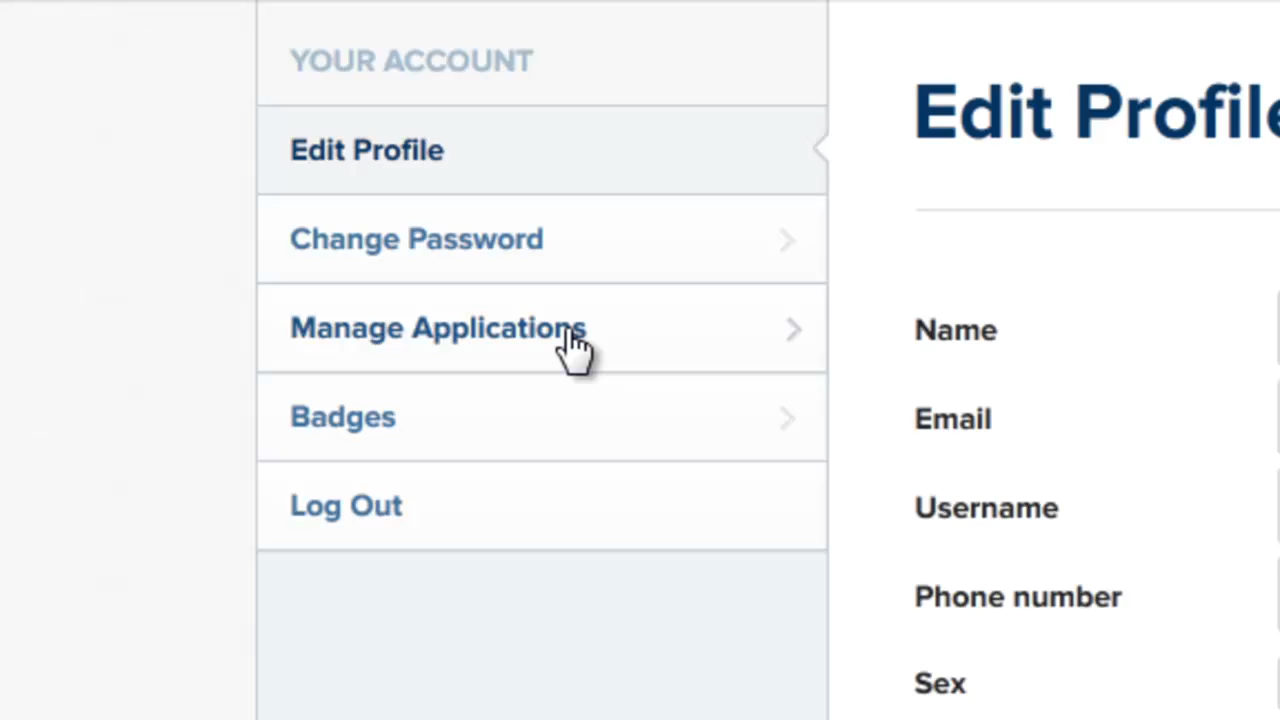 YOUR ACCOUNT
Edit Profile
Change Password
Manage Applications
Badges
Log Out
Edit Profile
Name
Email
Username
Phone number
Sex